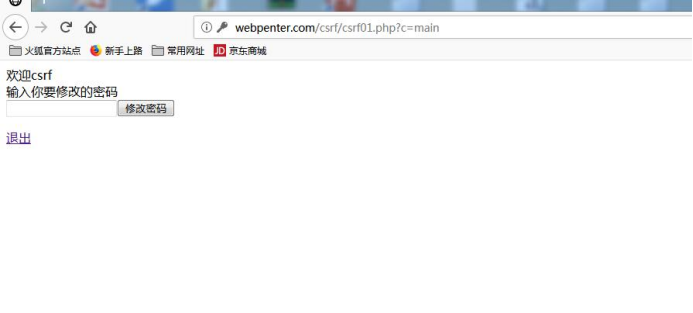 webpenter.com/csrf/csrf01.php?c=main
火狐官方站点 新手上路 常用网址 JD 京东商城
欢迎csrf
输入你要修改的密码
修改密码
退出